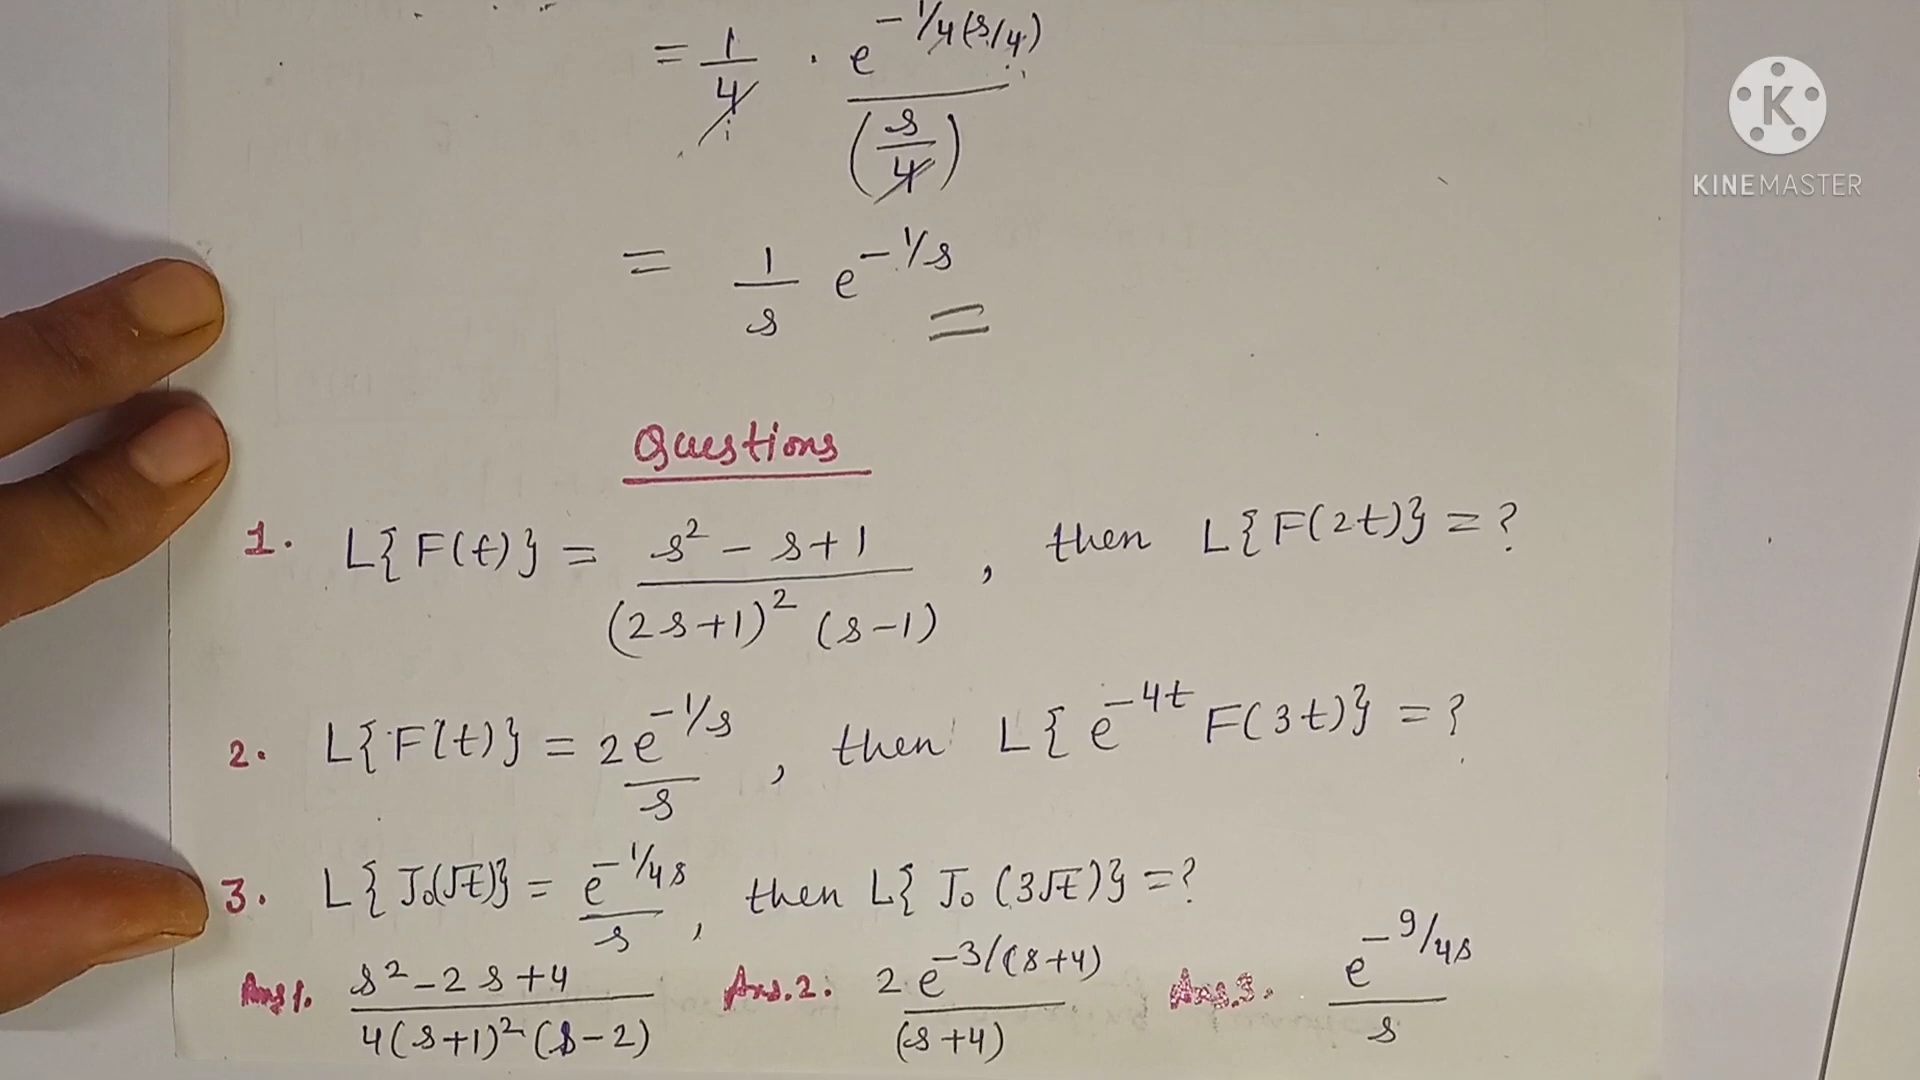 = 1/4 · e^{-1/4(s/4)} / (s/4)
K
KINEMASTER
= 1/s e^{-1/s}
Questions
1. L{F(t)} = s² - s+1 / (2s+1)² (s-1) , then L{F(2t)} = ?
2. L{F(t)} = 2e^{-1/s} / s , then L{e^{-4t} F(3t)} = ?
3. L{J₀(√t)} = e^{-1/4s} / s , then L{J₀(3√t)} = ?
Ans 1. s²-2s+4 / 4(s+1)²(s-2) Ans.2. 2e^{-3/(s+4)} / (s+4) Ans.3. e^{-9/4s} / s